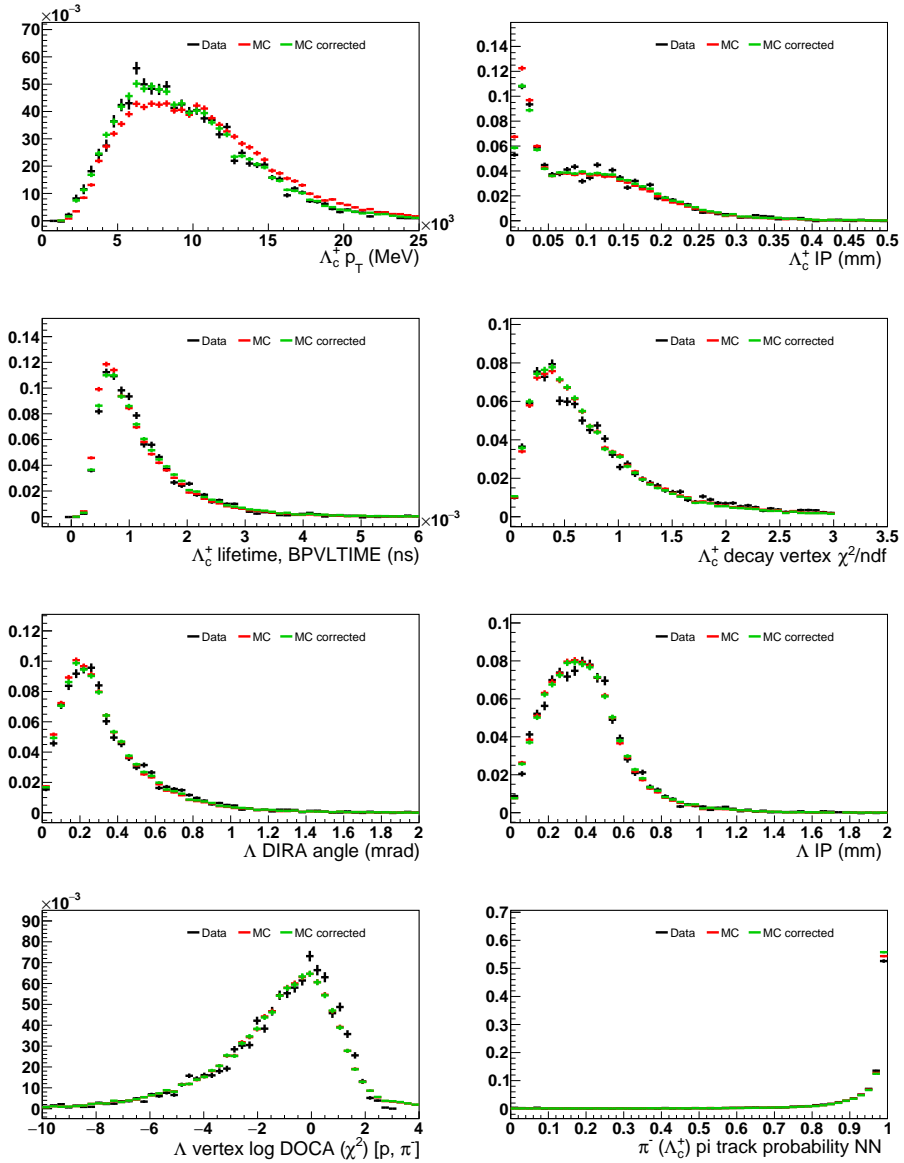 ×10⁻³
Data MC MC corrected
60
50
40
30
20
10
0
0 5 10 15 20 25
×10³
Λc⁺ pT (MeV)
Data MC MC corrected
0.14
0.12
0.1
0.08
0.06
0.04
0.02
0
0 0.05 0.1 0.15 0.2 0.25 0.3 0.35 0.4 0.45 0.5
Λc⁺ IP (mm)
Data MC MC corrected
0.14
0.12
0.1
0.08
0.06
0.04
0.02
0
0 1 2 3 4 5 6
×10⁻³
Λc⁺ lifetime, BPVLTIME (ns)
Data MC MC corrected
0.1
0.08
0.06
0.04
0.02
0
0 0.5 1 1.5 2 2.5 3 3.5
Λc⁺ decay vertex χ²/ndf
Data MC MC corrected
0.12
0.1
0.08
0.06
0.04
0.02
0
0 0.2 0.4 0.6 0.8 1 1.2 1.4 1.6 1.8 2
Λ DIRA angle (mrad)
Data MC MC corrected
0.1
0.08
0.06
0.04
0.02
0
0 0.2 0.4 0.6 0.8 1 1.2 1.4 1.6 1.8 2
Λ IP (mm)
×10⁻³
Data MC MC corrected
90
80
70
60
50
40
30
20
10
0
−10 −8 −6 −4 −2 0 2 4
Λ vertex log DOCA (χ²) [p, π⁻]
Data MC MC corrected
0.7
0.6
0.5
0.4
0.3
0.2
0.1
0
0 0.1 0.2 0.3 0.4 0.5 0.6 0.7 0.8 0.9 1
π⁻ (Λc⁺) pi track probability NN